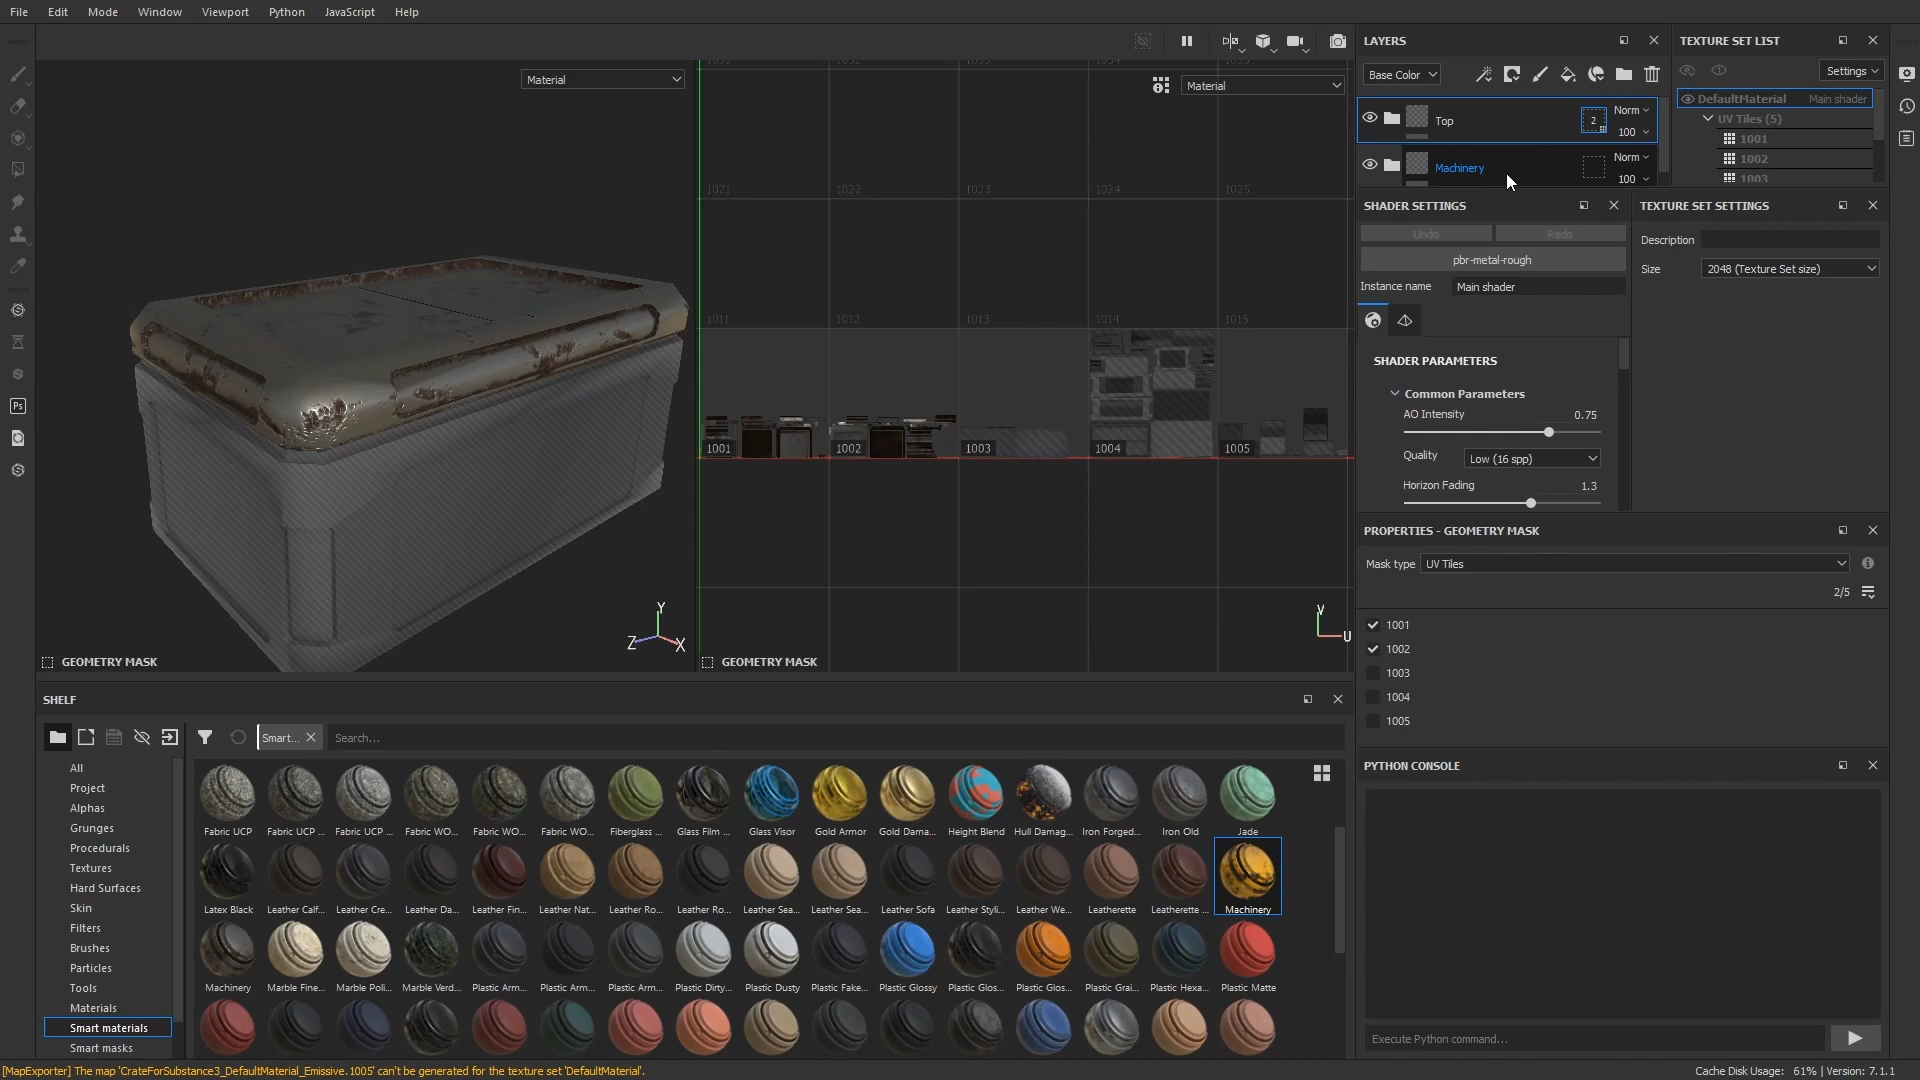 File Edit Mode Window Viewport Python JavaScript Help
Material
Material
1021 1022 1023 1024 1025
1011 1012 1013 1014 1015
1001 1002 1003 1004 1005
Y
Z X
V
U
GEOMETRY MASK
GEOMETRY MASK
LAYERS
Base Color
Top
2
Norm
100
Machinery
Norm
100
TEXTURE SET LIST
Settings
DefaultMaterial Main shader
UV Tiles (5)
1001
1002
1003
SHADER SETTINGS
Undo Redo
pbr-metal-rough
Instance name Main shader
SHADER PARAMETERS
Common Parameters
AO Intensity 0.75
Quality Low (16 spp)
Horizon Fading 1.3
TEXTURE SET SETTINGS
Description
Size 2048 (Texture Set size)
PROPERTIES - GEOMETRY MASK
Mask type UV Tiles
2/5
1001
1002
1003
1004
1005
PYTHON CONSOLE
Execute Python command...
SHELF
Smart...
Search...
All
Project
Alphas
Grunges
Procedurals
Textures
Hard Surfaces
Skin
Filters
Brushes
Particles
Tools
Materials
Smart materials
Smart masks
Fabric UCP Fabric UCP ... Fabric UCP ... Fabric WO... Fabric WO... Fabric WO... Fiberglass ... Glass Film ... Glass Visor Gold Armor Gold Dama... Height Blend Hull Damag... Iron Forged... Iron Old Jade
Latex Black Leather Calf... Leather Cre... Leather Da... Leather Fin... Leather Nat... Leather Ro... Leather Ro... Leather Sea... Leather Sea... Leather Sofa Leather Styli... Leather We... Leatherette Leatherette ... Machinery
Machinery Marble Fine... Marble Poli... Marble Verd... Plastic Arm... Plastic Arm... Plastic Arm... Plastic Dirty... Plastic Dusty Plastic Fake... Plastic Glossy Plastic Glos... Plastic Glos... Plastic Grai... Plastic Hexa... Plastic Matte
[MapExporter] The map 'CrateForSubstance3_DefaultMaterial_Emissive.1005' can't be generated for the texture set 'DefaultMaterial'.
Cache Disk Usage: 61% | Version: 7.1.1
Ps